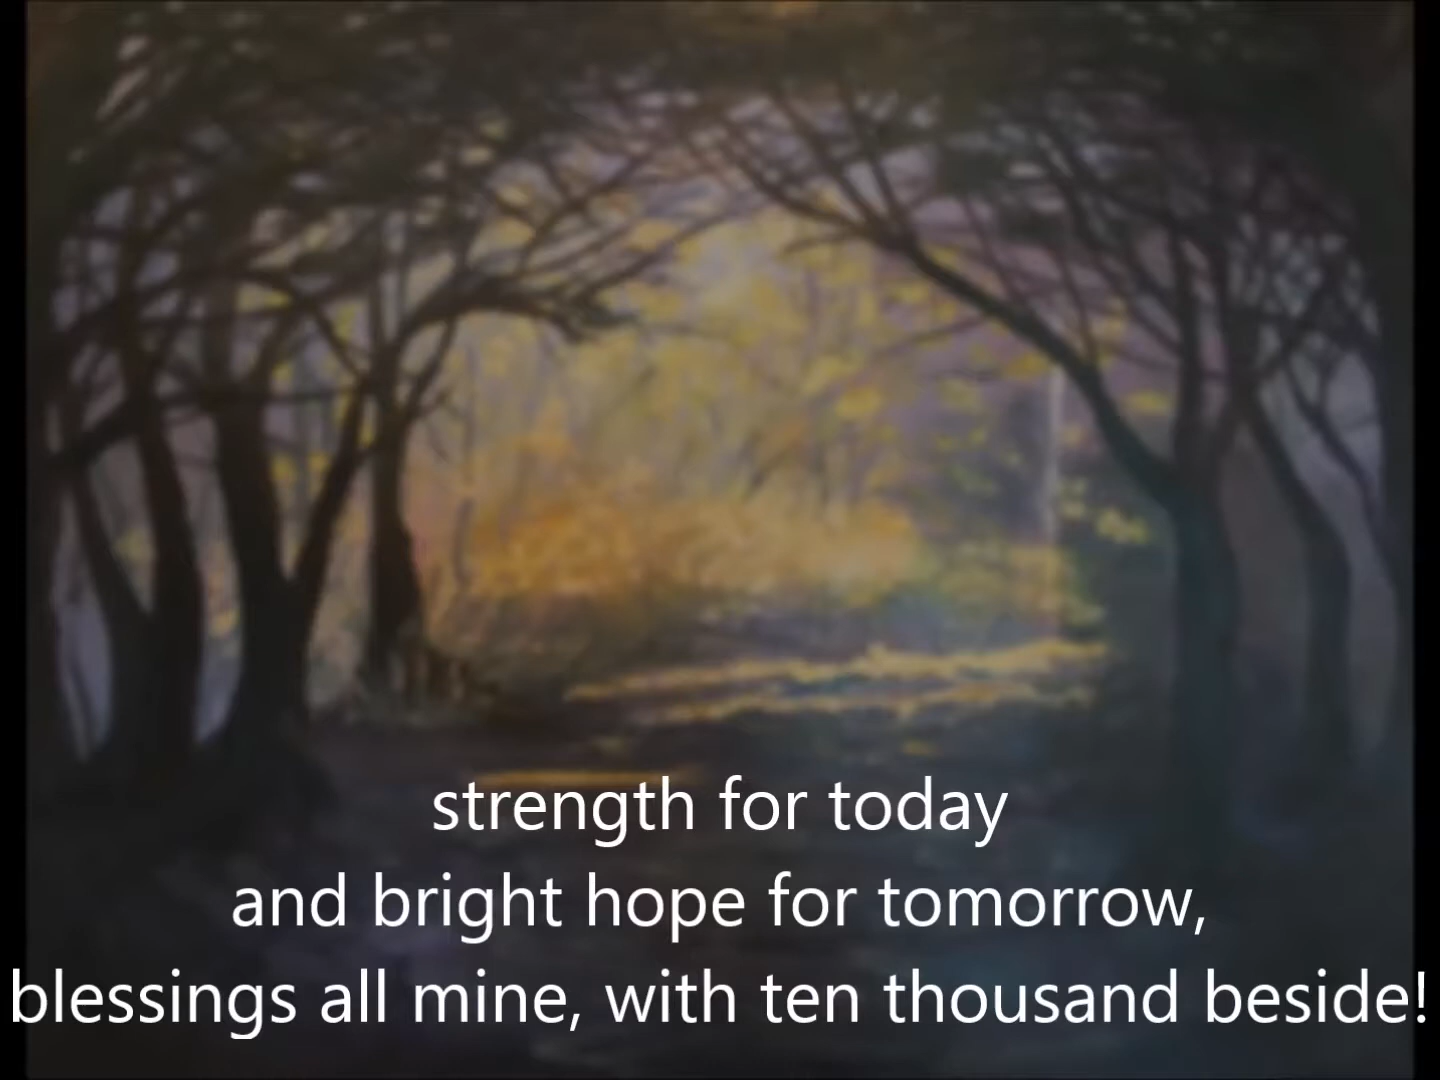 strength for today
and bright hope for tomorrow,
blessings all mine, with ten thousand beside!